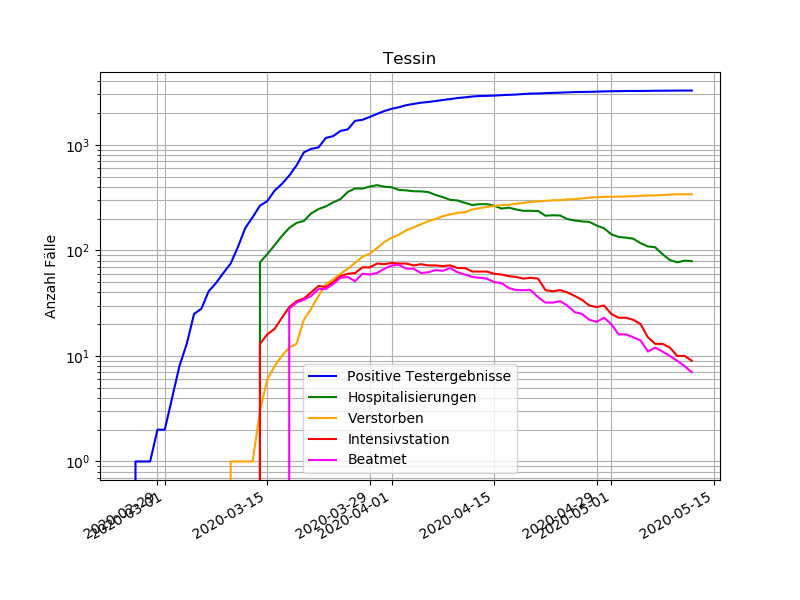 Tessin
Anzahl Fälle
10³
10²
10¹
10⁰
Positive Testergebnisse
Hospitalisierungen
Verstorben
Intensivstation
Beatmet
2020-03-01
2020-03-15
2020-03-29
2020-04-01
2020-04-15
2020-04-29
2020-05-01
2020-05-15